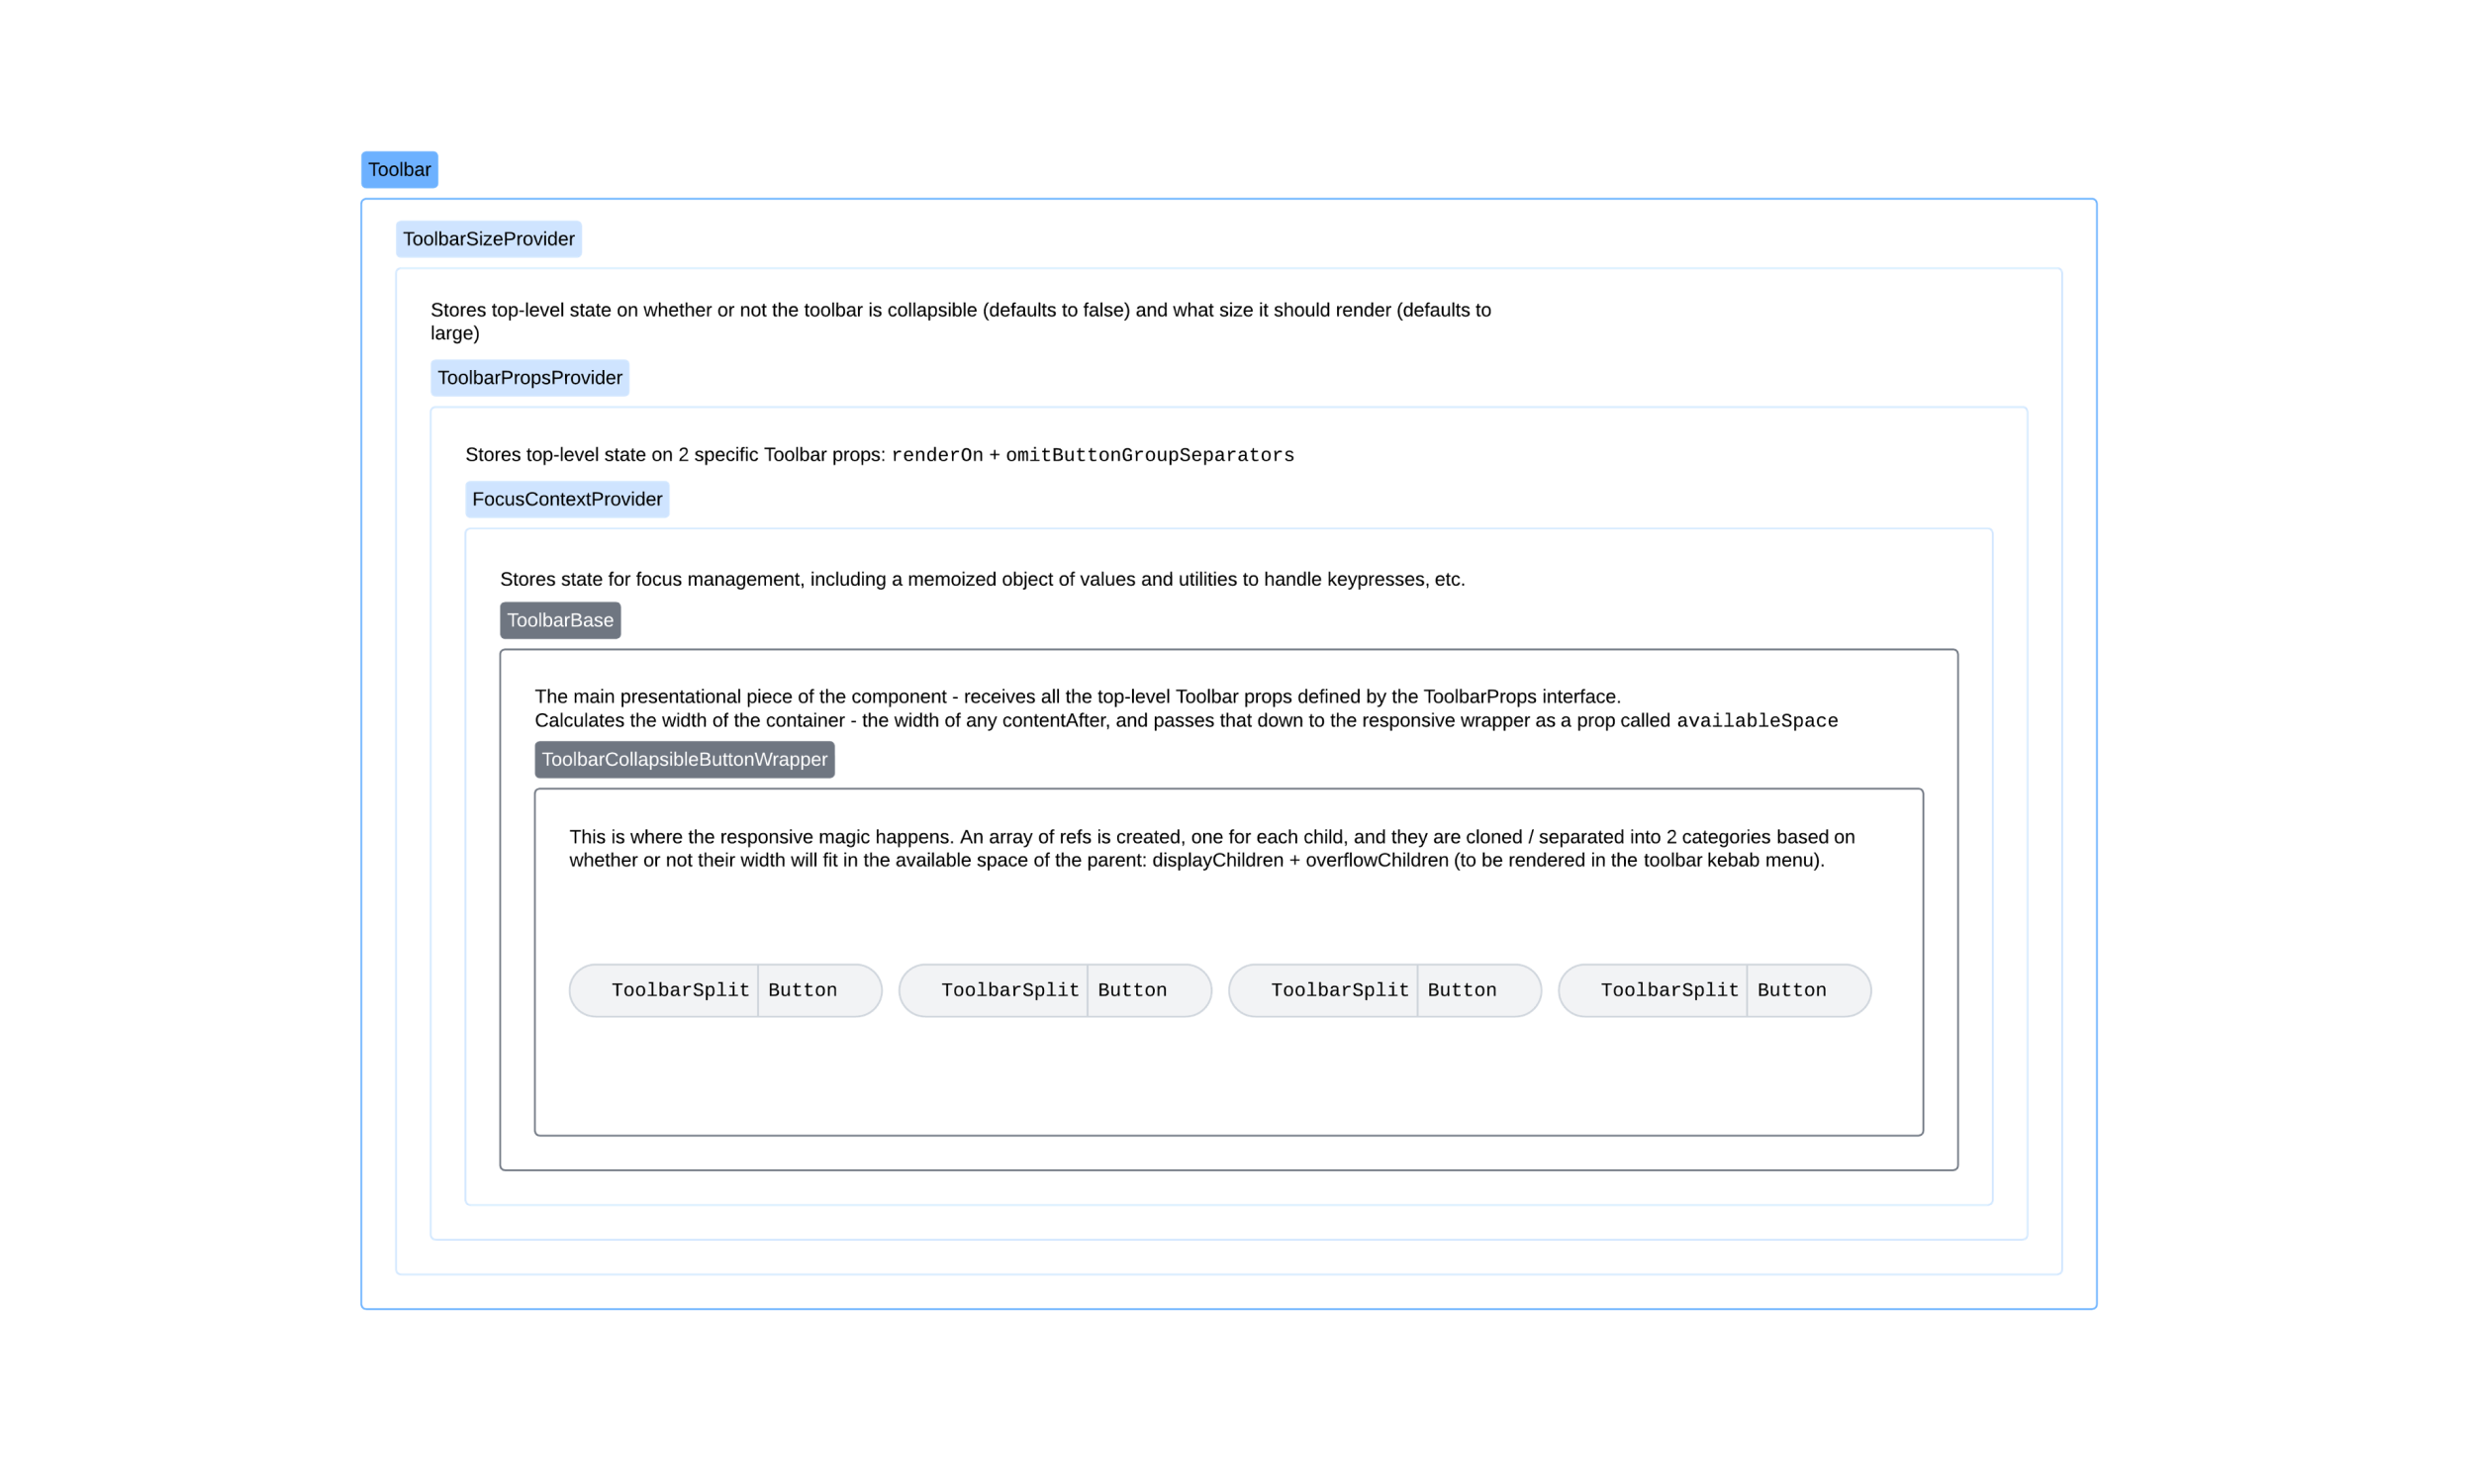 Toolbar
ToolbarSizeProvider
Stores top-level state on whether or not the toolbar is collapsible (defaults to false) and what size it should render (defaults to
large)
ToolbarPropsProvider
Stores top-level state on 2 specific Toolbar props: renderOn + omitButtonGroupSeparators
FocusContextProvider
Stores state for focus management, including a memoized object of values and utilities to handle keypresses, etc.
ToolbarBase
The main presentational piece of the component - receives all the top-level Toolbar props defined by the ToolbarProps interface.
Calculates the width of the container - the width of any contentAfter, and passes that down to the responsive wrapper as a prop called availableSpace
ToolbarCollapsibleButtonWrapper
This is where the responsive magic happens. An array of refs is created, one for each child, and they are cloned / separated into 2 categories based on
whether or not their width will fit in the available space of the parent: displayChildren + overflowChildren (to be rendered in the toolbar kebab menu).
ToolbarSplit Button ToolbarSplit Button ToolbarSplit Button ToolbarSplit Button